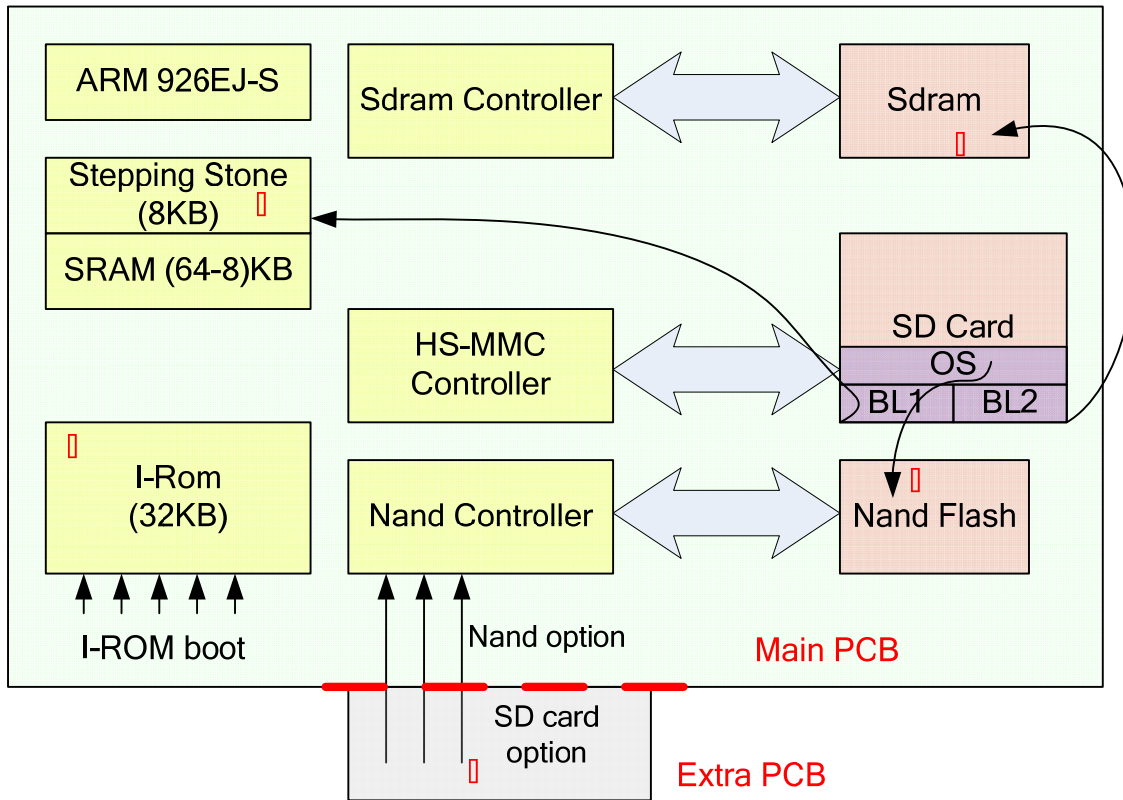 ARM 926EJ-S
Sdram Controller
Sdram
Stepping Stone
(8KB)
SRAM (64-8)KB
HS-MMC
Controller
SD Card
OS
BL1
BL2
I-Rom
(32KB)
Nand Controller
Nand Flash
I-ROM boot
Nand option
Main PCB
SD card
option
Extra PCB